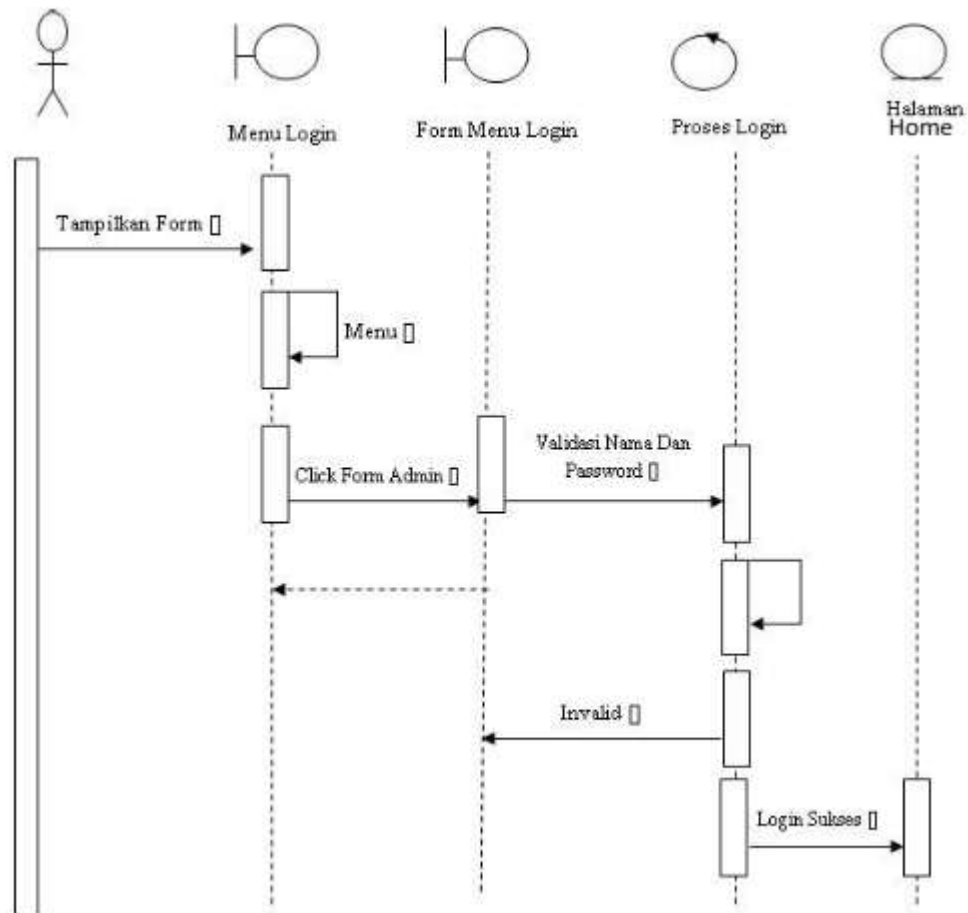 Menu Login
Form Menu Login
Proses Login
Halaman
Home
Tampilkan Form []
Menu []
Click Form Admin []
Validasi Nama Dan
Password []
Invalid []
Login Sukses []